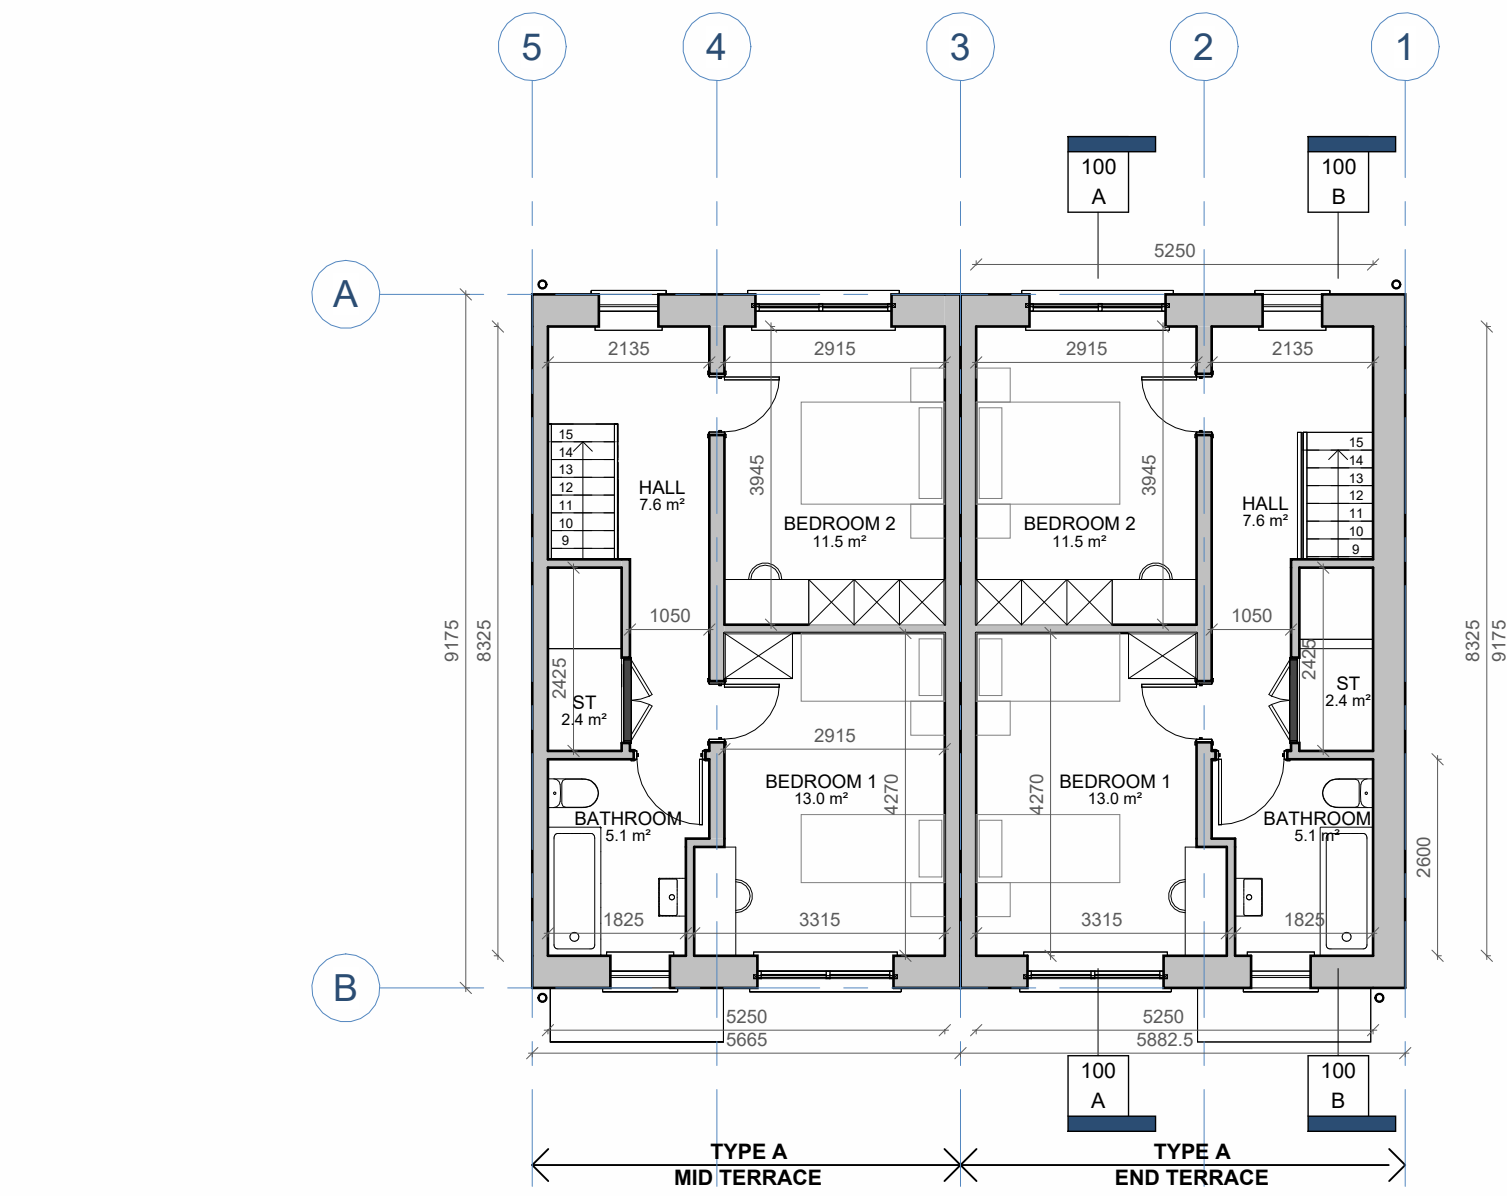 5
4
3
2
1
100
A
100
B
5250
A
2135
2915
2915
2135
15
14
13
12
11
10
9
HALL
7.6 m²
3945
BEDROOM 2
11.5 m²
3945
BEDROOM 2
11.5 m²
HALL
7.6 m²
15
14
13
12
11
10
9
1050
1050
9175
8325
8325
9175
2425
ST
2.4 m²
2425
ST
2.4 m²
2915
BEDROOM 1
13.0 m²
4270
4270
BEDROOM 1
13.0 m²
BATHROOM
5.1 m²
BATHROOM
5.1 m²
2600
1825
3315
3315
1825
B
5250
5665
5250
5882.5
100
A
100
B
TYPE A
MID TERRACE
TYPE A
END TERRACE